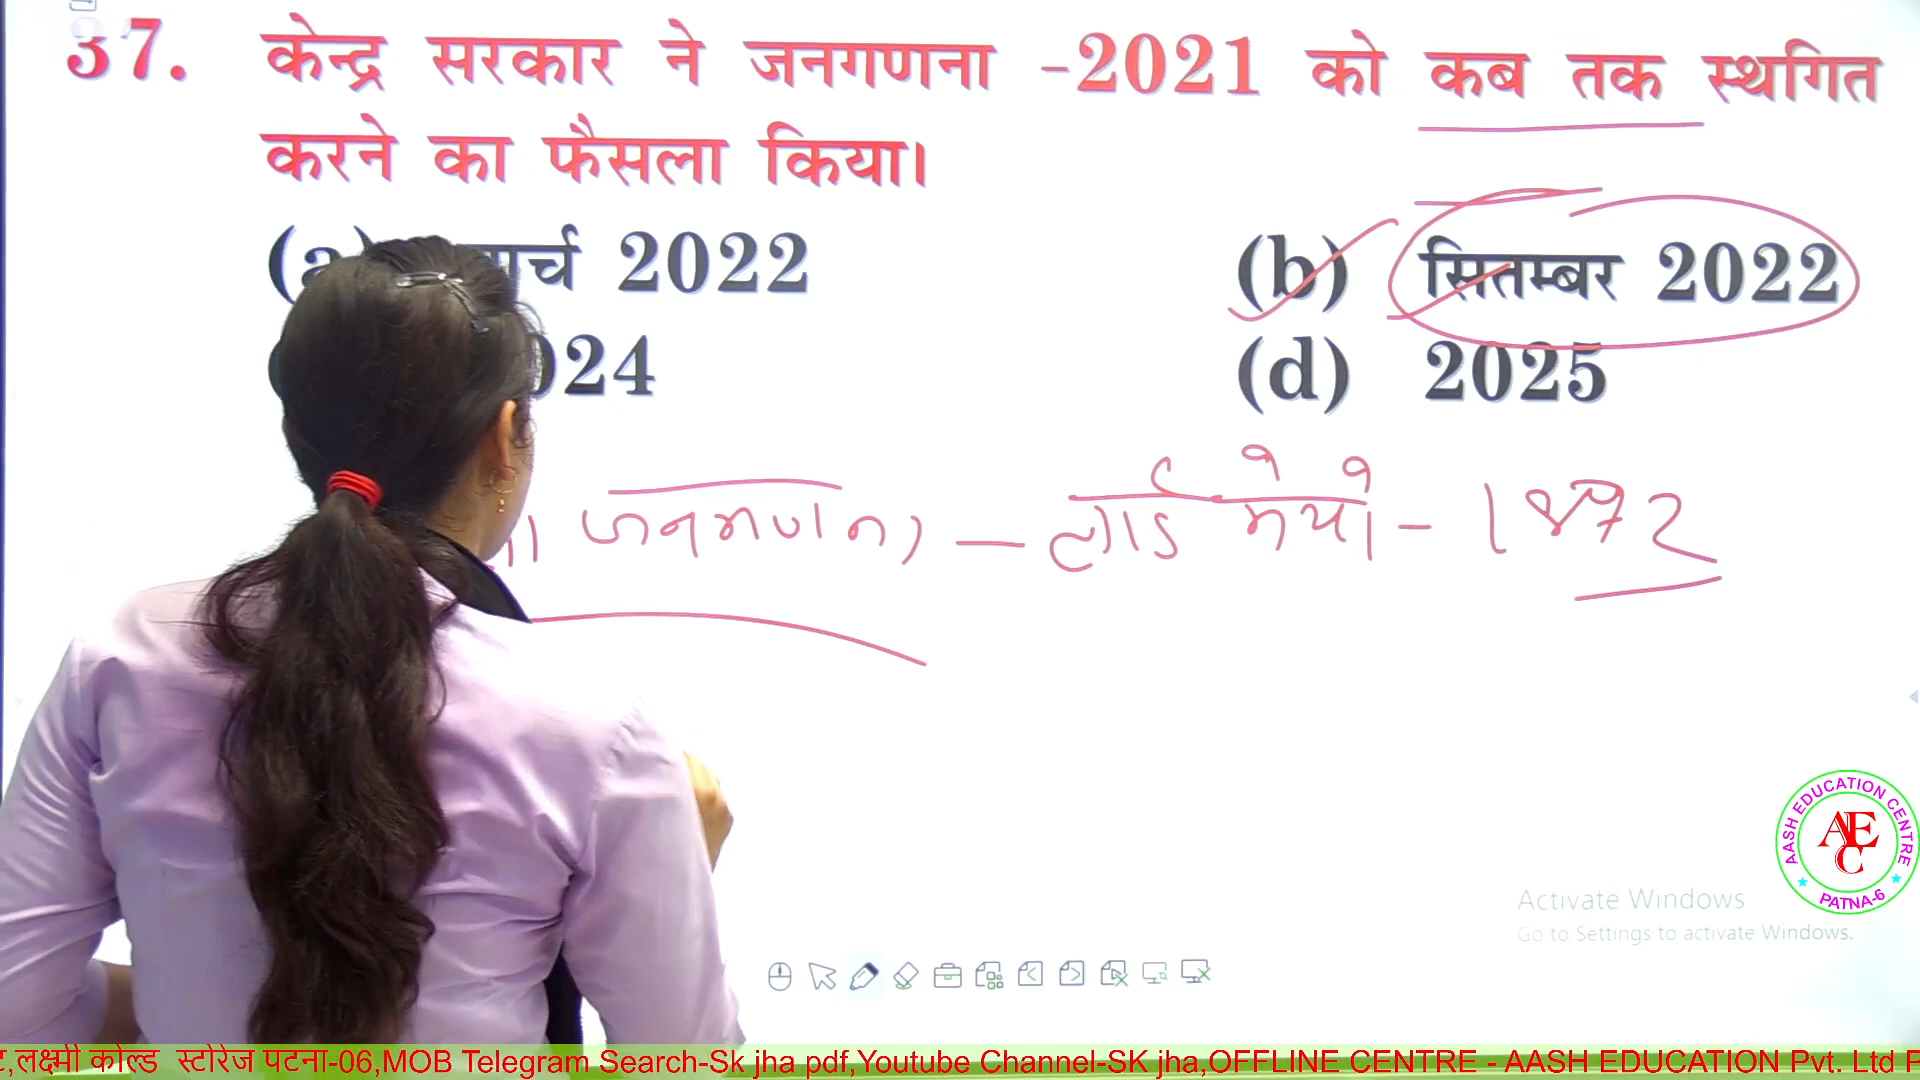 37. केन्द्र सरकार ने जनगणना -2021 को कब तक स्थगित
करने का फैसला किया।
(a) मार्च 2022
(b) सितम्बर 2022
024
(d) 2025
जनगणना — लार्ड मेयो - 1872
AASH EDUCATION CENTRE
AEC
PATNA-6
Activate Windows
Go to Settings to activate Windows.
,लक्ष्मी कोल्ड स्टोरेज पटना-06,MOB Telegram Search-Sk jha pdf,Youtube Channel-SK jha,OFFLINE CENTRE - AASH EDUCATION Pvt. Ltd